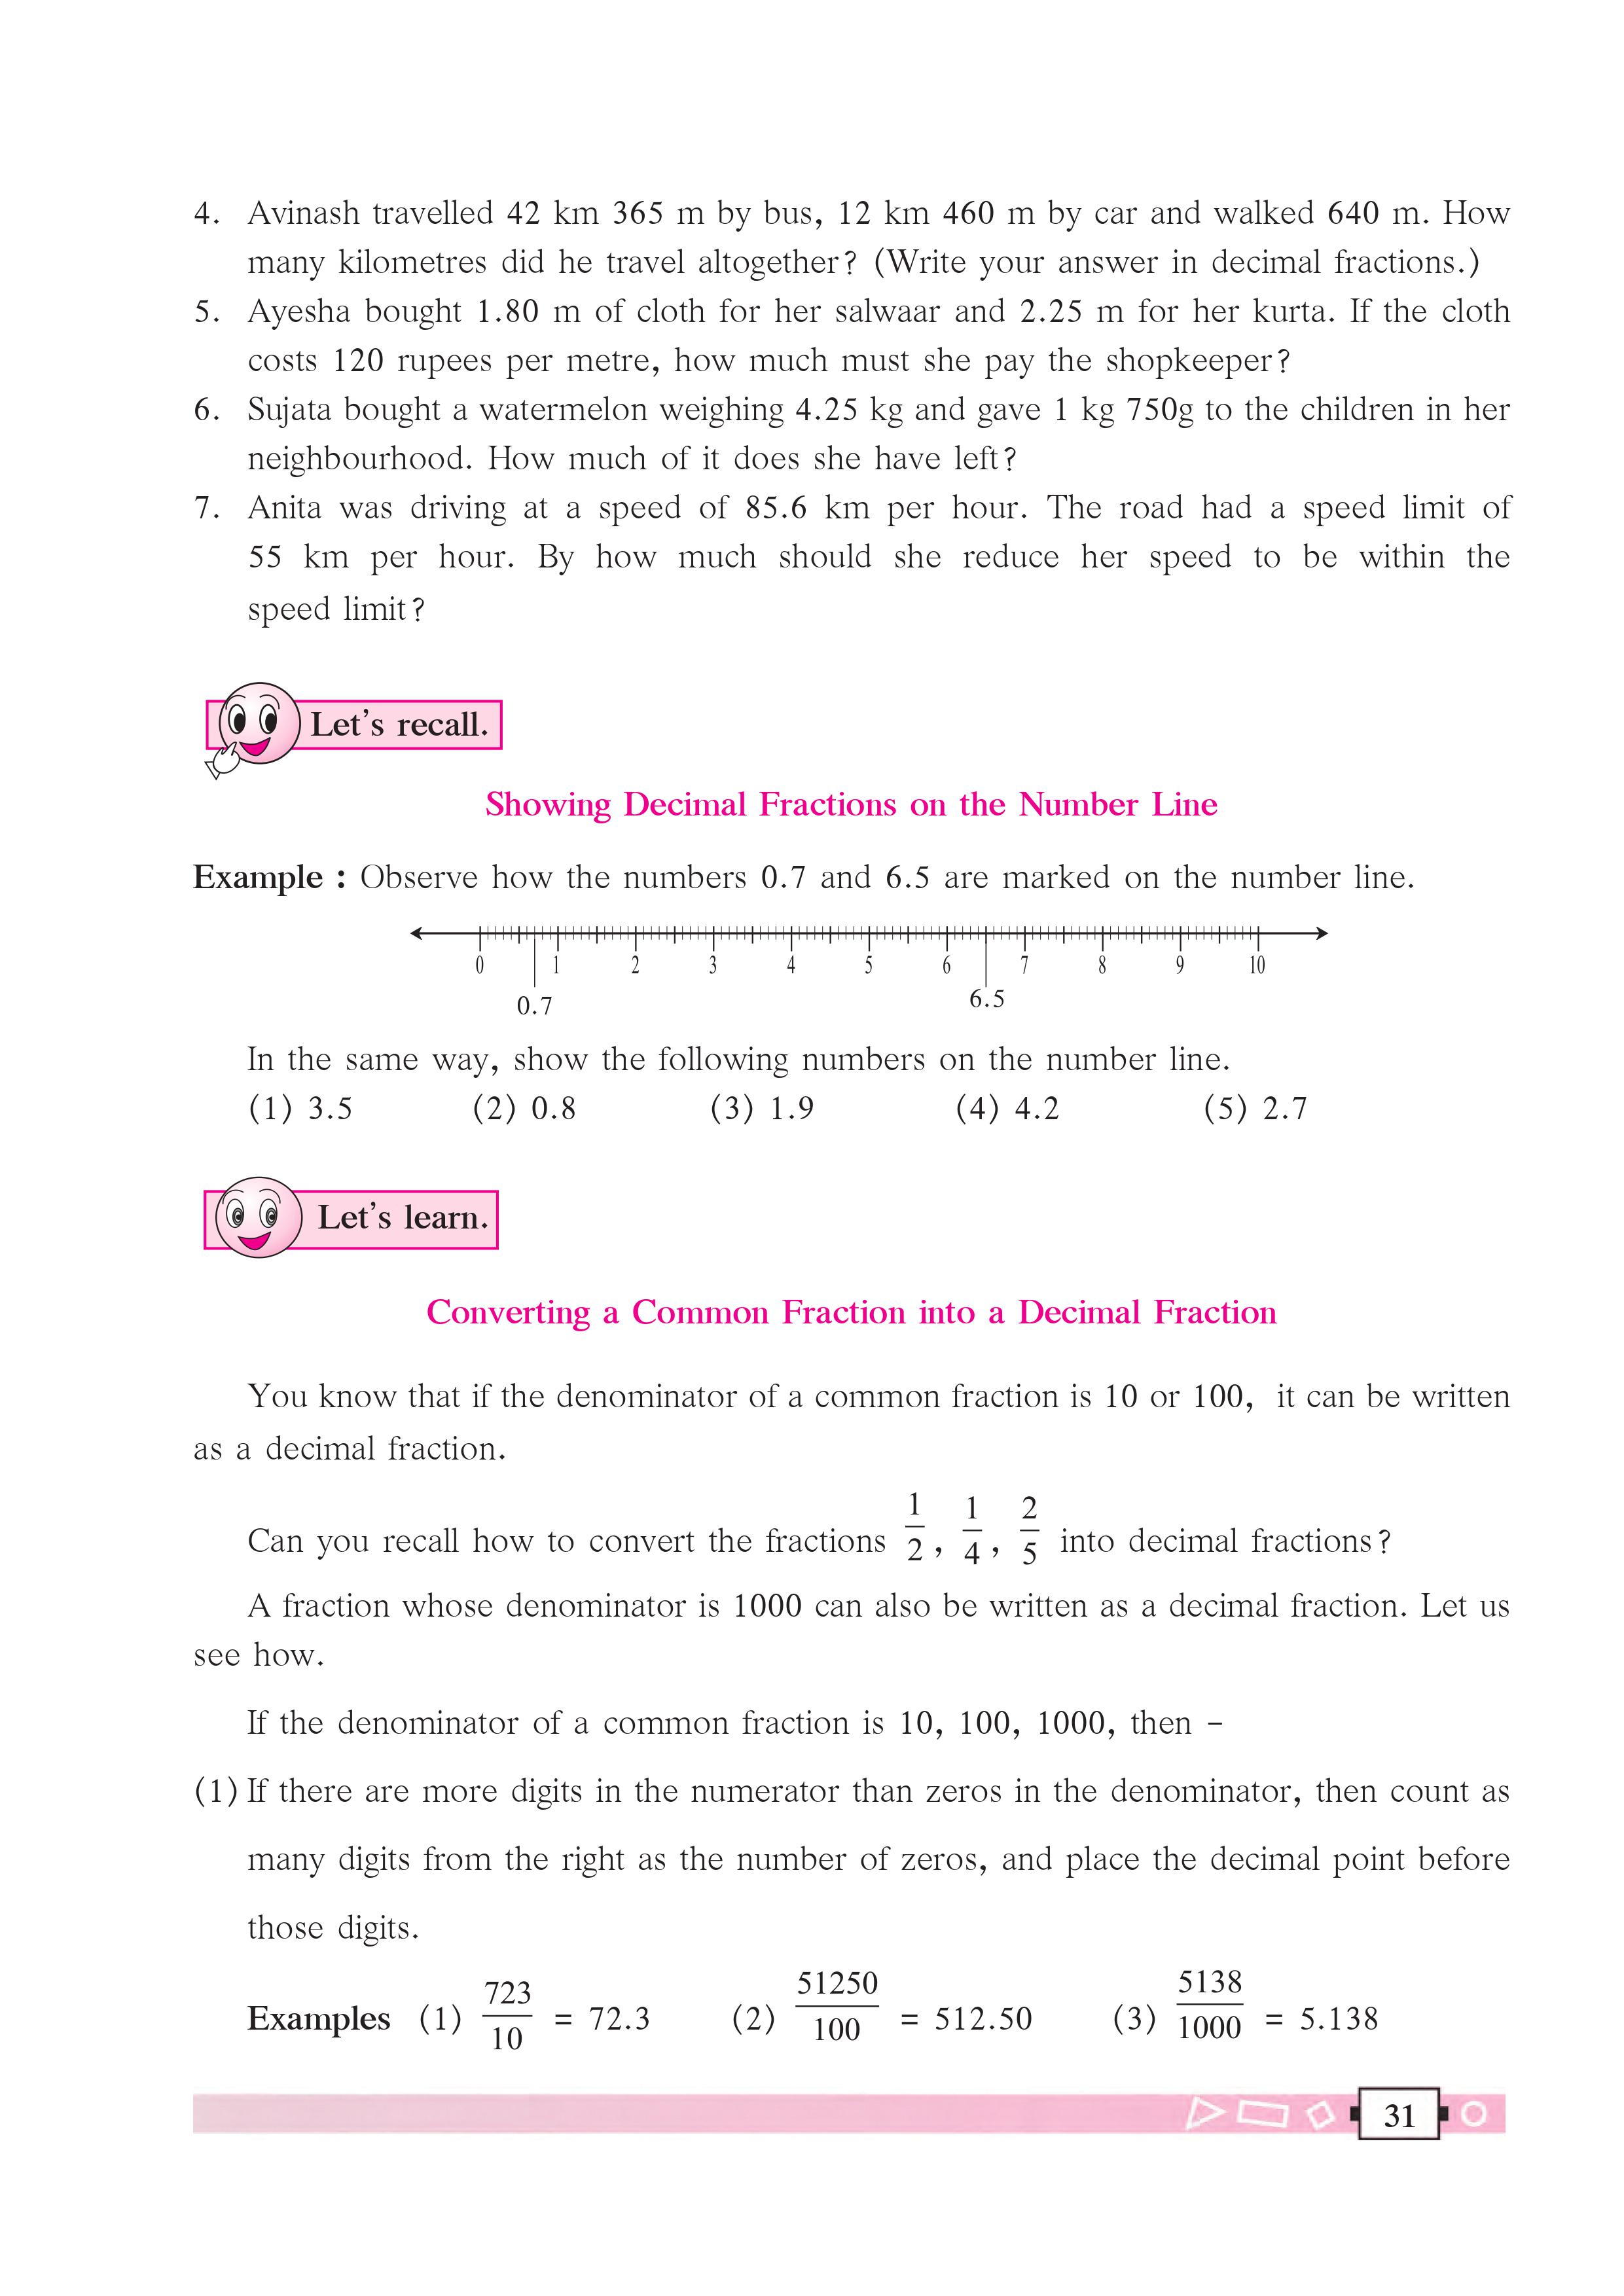 4. Avinash travelled 42 km 365 m by bus, 12 km 460 m by car and walked 640 m. How
many kilometres did he travel altogether? (Write your answer in decimal fractions.)
5. Ayesha bought 1.80 m of cloth for her salwaar and 2.25 m for her kurta. If the cloth
costs 120 rupees per metre, how much must she pay the shopkeeper?
6. Sujata bought a watermelon weighing 4.25 kg and gave 1 kg 750g to the children in her
neighbourhood. How much of it does she have left?
7. Anita was driving at a speed of 85.6 km per hour. The road had a speed limit of
55 km per hour. By how much should she reduce her speed to be within the
speed limit?
Let's recall.
Showing Decimal Fractions on the Number Line
Example : Observe how the numbers 0.7 and 6.5 are marked on the number line.
0 1 2 3 4 5 6 7 8 9 10
0.7 6.5
In the same way, show the following numbers on the number line.
(1) 3.5 (2) 0.8 (3) 1.9 (4) 4.2 (5) 2.7
Let's learn.
Converting a Common Fraction into a Decimal Fraction
You know that if the denominator of a common fraction is 10 or 100, it can be written
as a decimal fraction.
Can you recall how to convert the fractions 1/2, 1/4, 2/5 into decimal fractions?
A fraction whose denominator is 1000 can also be written as a decimal fraction. Let us
see how.
If the denominator of a common fraction is 10, 100, 1000, then –
(1) If there are more digits in the numerator than zeros in the denominator, then count as
many digits from the right as the number of zeros, and place the decimal point before
those digits.
Examples (1) 723/10 = 72.3 (2) 51250/100 = 512.50 (3) 5138/1000 = 5.138
31